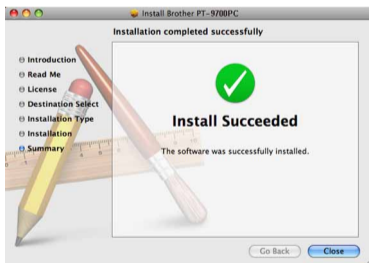 Install Brother PT-9700PC
Installation completed successfully
Introduction
Read Me
License
Destination Select
Installation Type
Installation
Summary
Install Succeeded
The software was successfully installed.
Go Back
Close